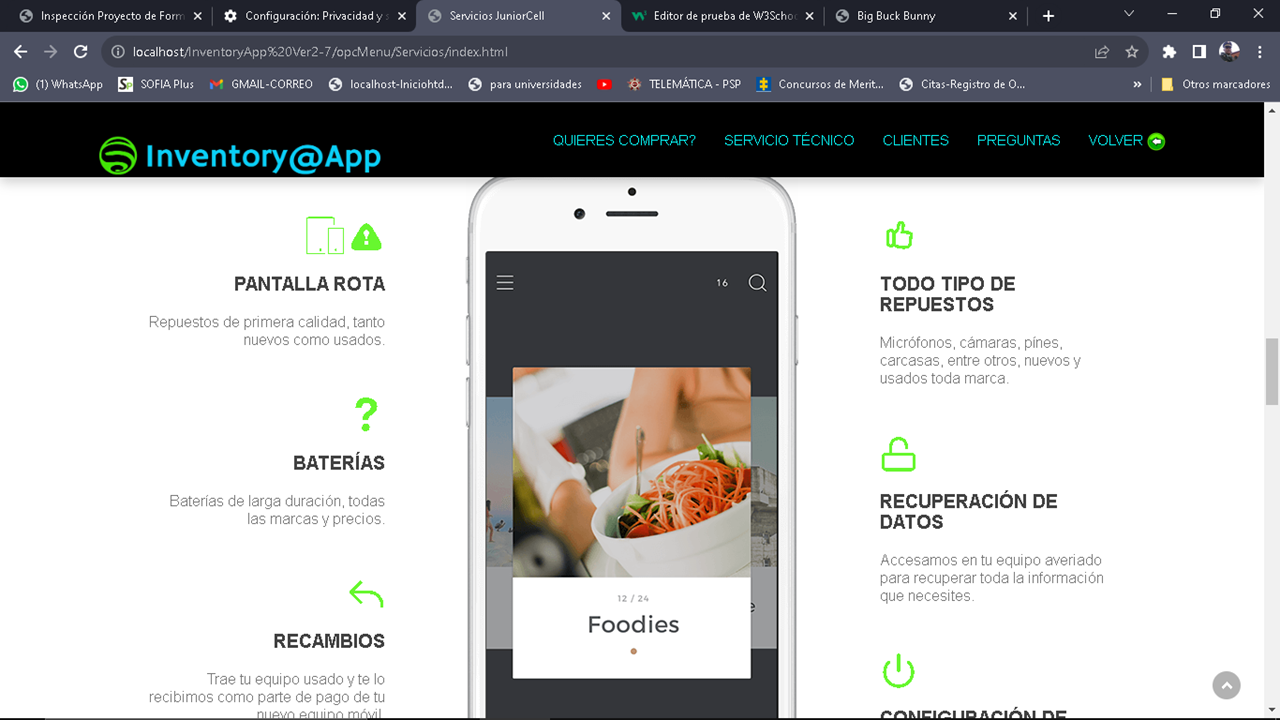 Inspección Proyecto de Form
Configuración: Privacidad y s
Servicios JuniorCell
Editor de prueba de W3Schoo
Big Buck Bunny
localhost/InventoryApp%20Ver2-7/opcMenu/Servicios/index.html
(1) WhatsApp
SOFIA Plus
GMAIL-CORREO
localhost-Iniciohtd...
para universidades
TELEMÁTICA - PSP
Concursos de Merit...
Citas-Registro de O...
»
Otros marcadores
Inventory@App
QUIERES COMPRAR?
SERVICIO TÉCNICO
CLIENTES
PREGUNTAS
VOLVER
PANTALLA ROTA
Repuestos de primera calidad, tanto
nuevos como usados.
?
BATERÍAS
Baterías de larga duración, todas
las marcas y precios.
RECAMBIOS
Trae tu equipo usado y te lo
recibimos como parte de pago de tu
nuevo equipo móvil.
16
12 / 24
Foodies
e
TODO TIPO DE
REPUESTOS
Micrófonos, cámaras, pínes,
carcasas, entre otros, nuevos y
usados toda marca.
RECUPERACIÓN DE
DATOS
Accesamos en tu equipo averiado
para recuperar toda la información
que necesites.
CONFIGURACIÓN DE